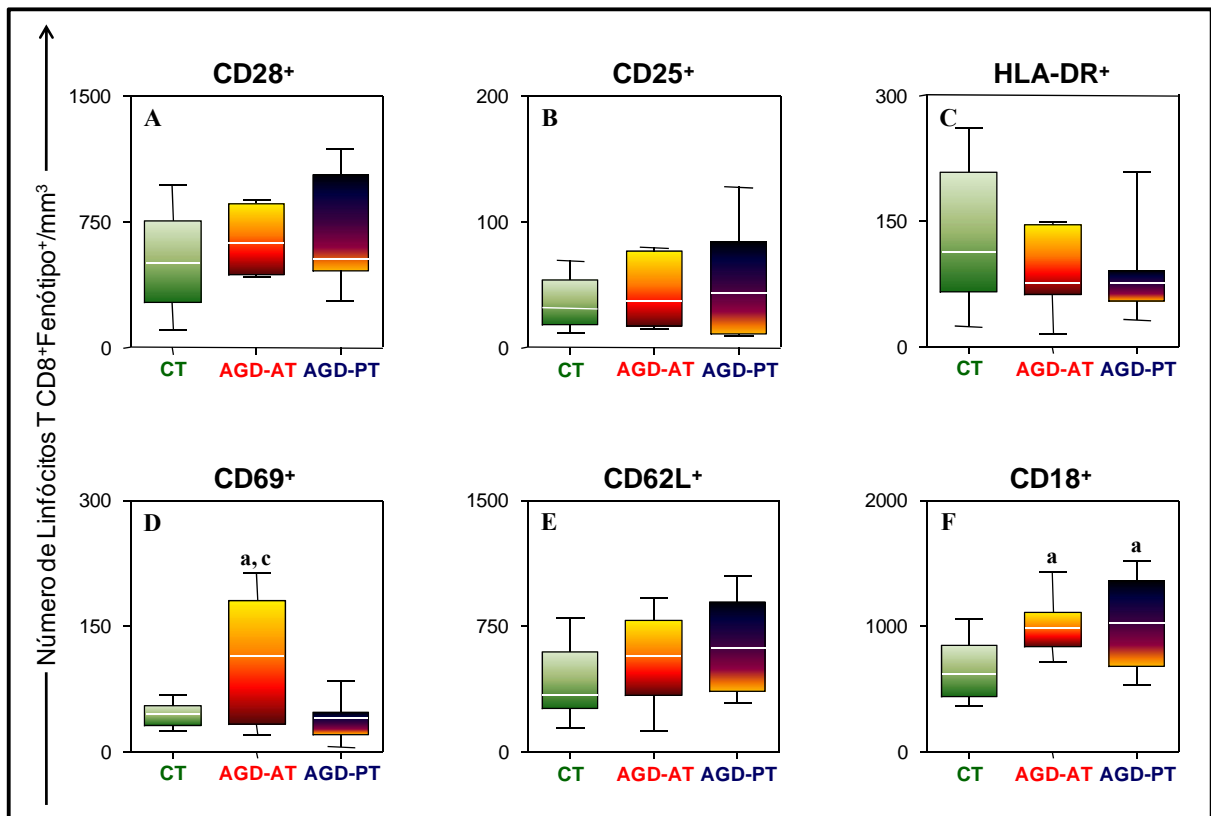 Número de Linfócitos T CD8⁺Fenótipo⁺/mm³
CD28⁺
1500
750
0
A
CT AGD-AT AGD-PT
CD25⁺
200
100
0
B
CT AGD-AT AGD-PT
HLA-DR⁺
300
150
0
C
CT AGD-AT AGD-PT
CD69⁺
300
150
0
D
a, c
CT AGD-AT AGD-PT
CD62L⁺
1500
750
0
E
CT AGD-AT AGD-PT
CD18⁺
2000
1000
0
F
a a
CT AGD-AT AGD-PT